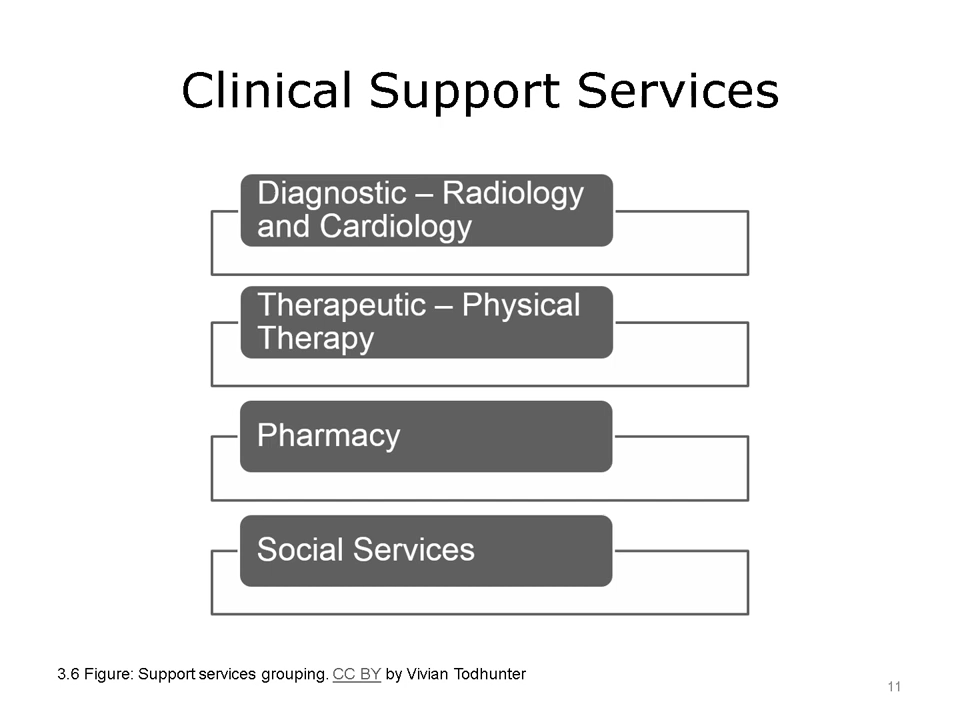 Clinical Support Services
Diagnostic – Radiology
and Cardiology
Therapeutic – Physical
Therapy
Pharmacy
Social Services
3.6 Figure: Support services grouping. CC BY by Vivian Todhunter
11